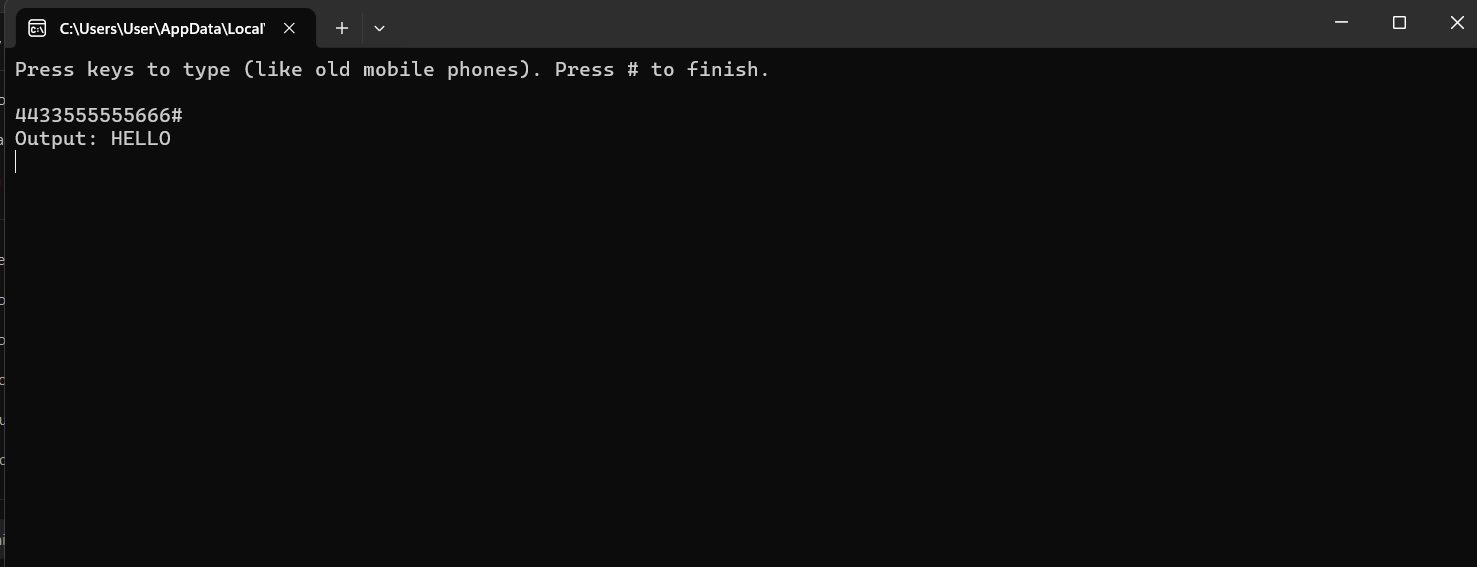 C:\Users\User\AppData\Local\
Press keys to type (like old mobile phones). Press # to finish.
4433555555666#
Output: HELLO